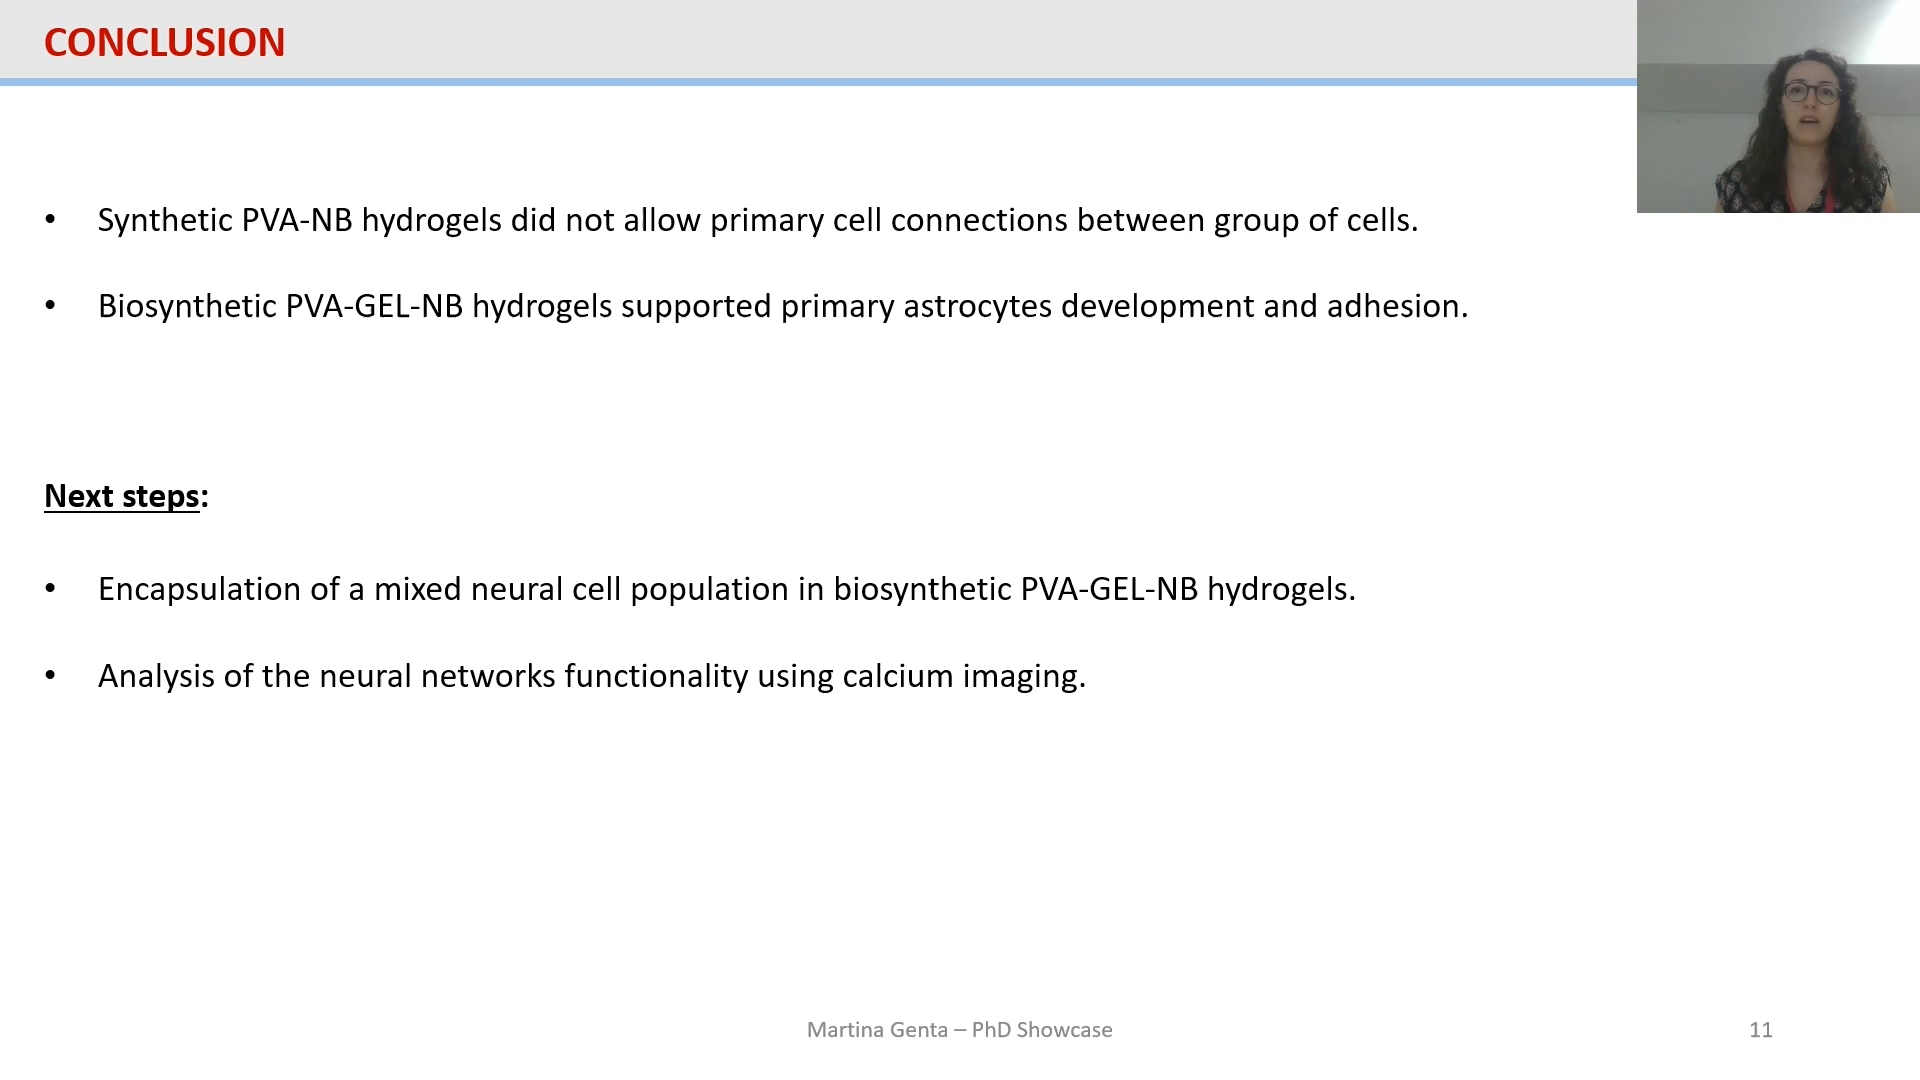 CONCLUSION
• Synthetic PVA-NB hydrogels did not allow primary cell connections between group of cells.
• Biosynthetic PVA-GEL-NB hydrogels supported primary astrocytes development and adhesion.
Next steps:
• Encapsulation of a mixed neural cell population in biosynthetic PVA-GEL-NB hydrogels.
• Analysis of the neural networks functionality using calcium imaging.
Martina Genta – PhD Showcase
11